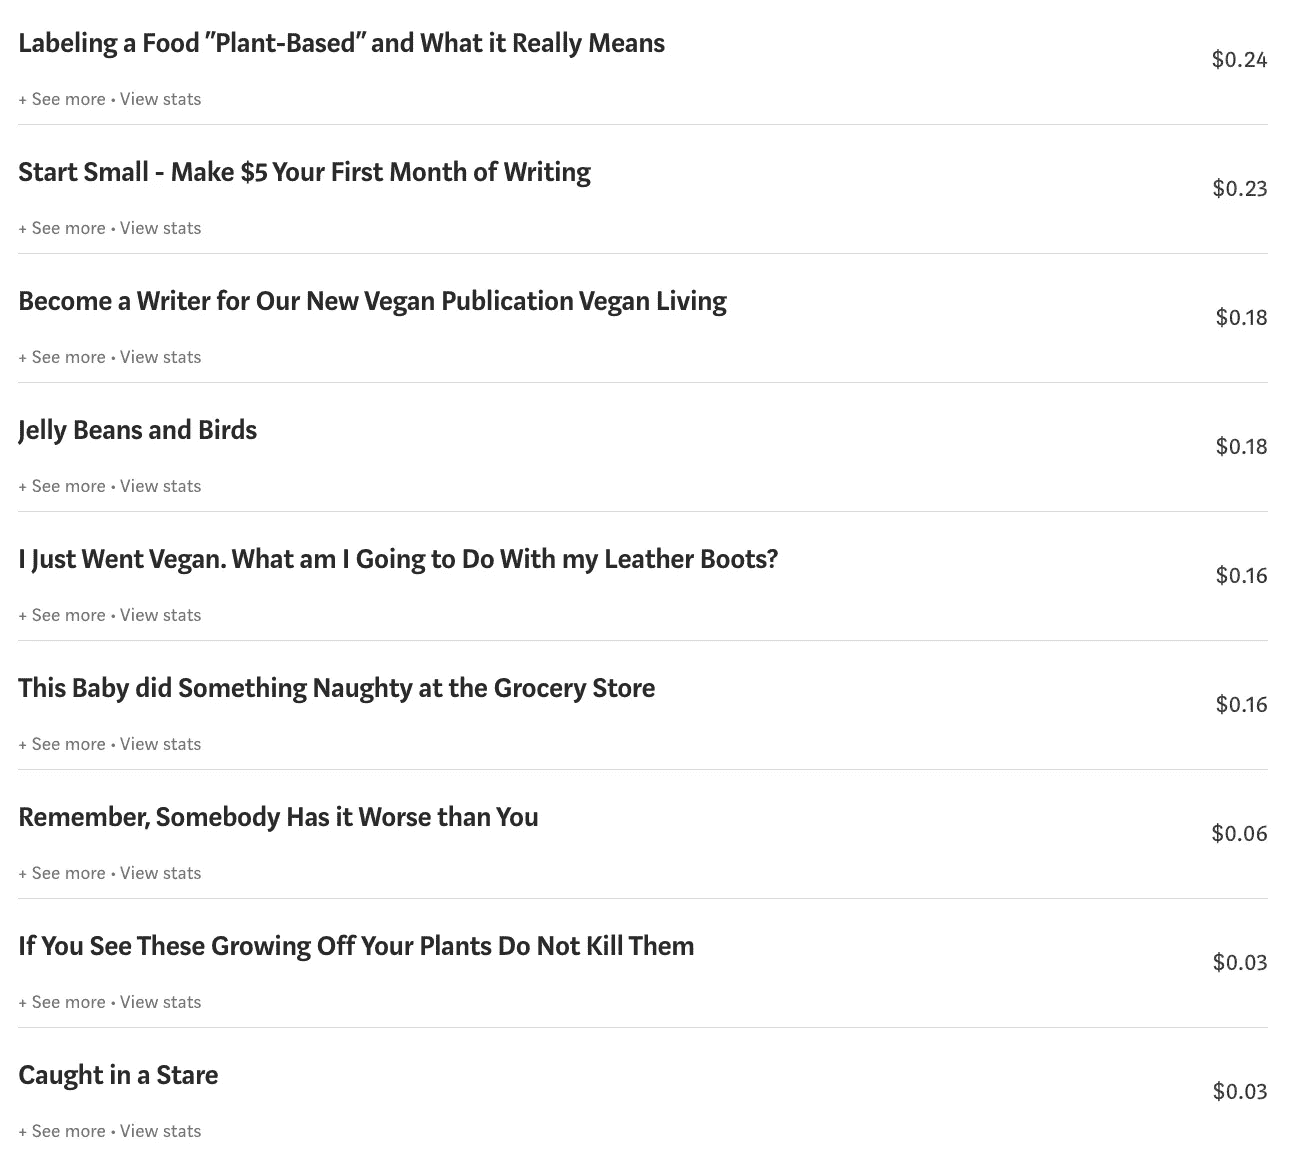 Labeling a Food "Plant-Based" and What it Really Means
$0.24
+ See more • View stats
Start Small - Make $5 Your First Month of Writing
$0.23
+ See more • View stats
Become a Writer for Our New Vegan Publication Vegan Living
$0.18
+ See more • View stats
Jelly Beans and Birds
$0.18
+ See more • View stats
I Just Went Vegan. What am I Going to Do With my Leather Boots?
$0.16
+ See more • View stats
This Baby did Something Naughty at the Grocery Store
$0.16
+ See more • View stats
Remember, Somebody Has it Worse than You
$0.06
+ See more • View stats
If You See These Growing Off Your Plants Do Not Kill Them
$0.03
+ See more • View stats
Caught in a Stare
$0.03
+ See more • View stats